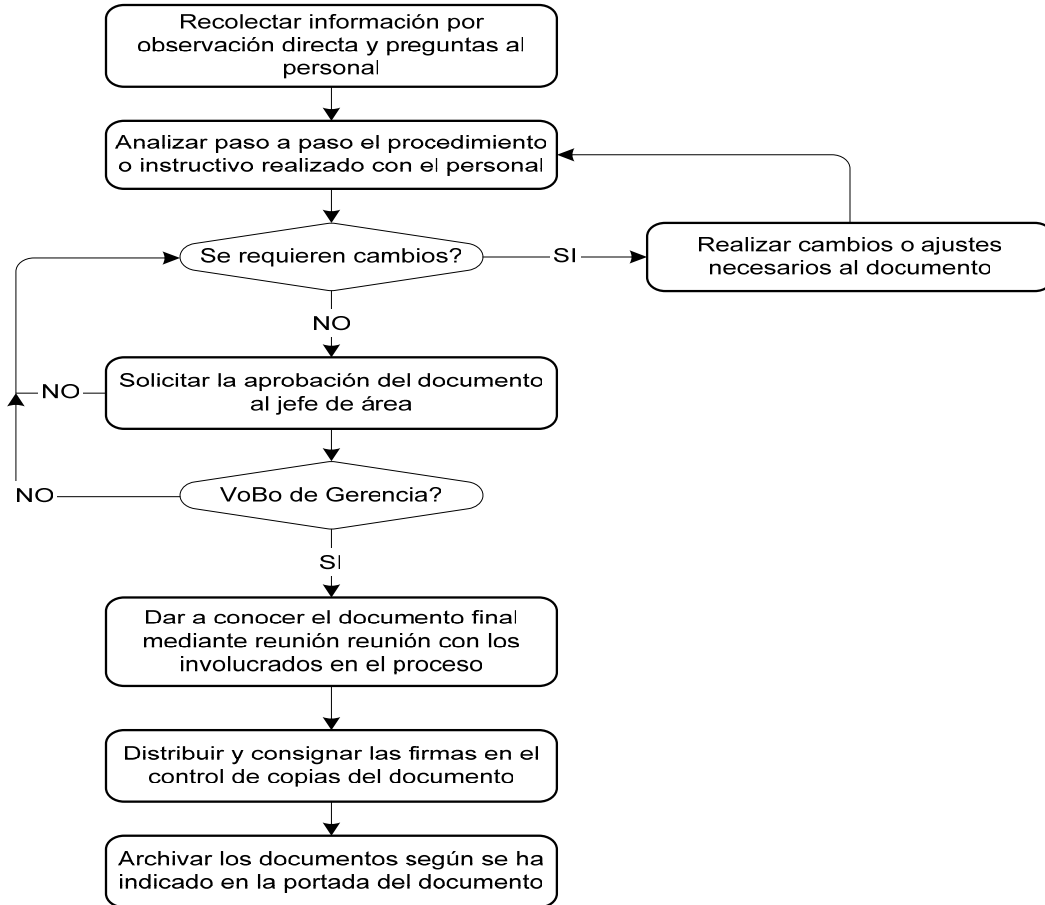 Recolectar información por
observación directa y preguntas al
personal
Analizar paso a paso el procedimiento
o instructivo realizado con el personal
Se requieren cambios?
SI
Realizar cambios o ajustes
necesarios al documento
NO
Solicitar la aprobación del documento
al jefe de área
NO
VoBo de Gerencia?
NO
SI
Dar a conocer el documento final
mediante reunión reunión con los
involucrados en el proceso
Distribuir y consignar las firmas en el
control de copias del documento
Archivar los documentos según se ha
indicado en la portada del documento